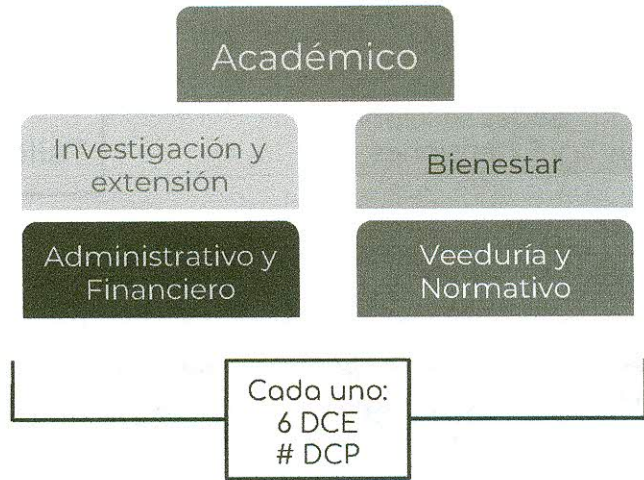 Académico
Investigación y
extensión
Bienestar
Administrativo y
Financiero
Veeduría y
Normativo
Cada uno:
6 DCE
# DCP